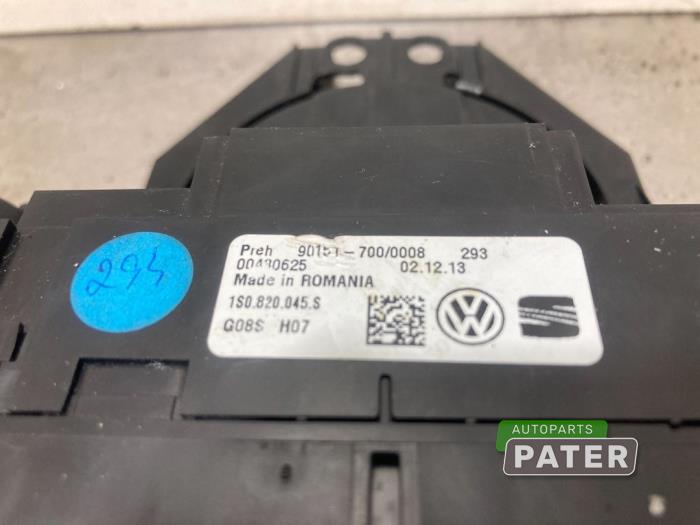 294
Preh 90151-700/0008 293
00430625 02.12.13
Made in ROMANIA
1S0.820.045.S
G08S H07
AUTOPARTS
PATER